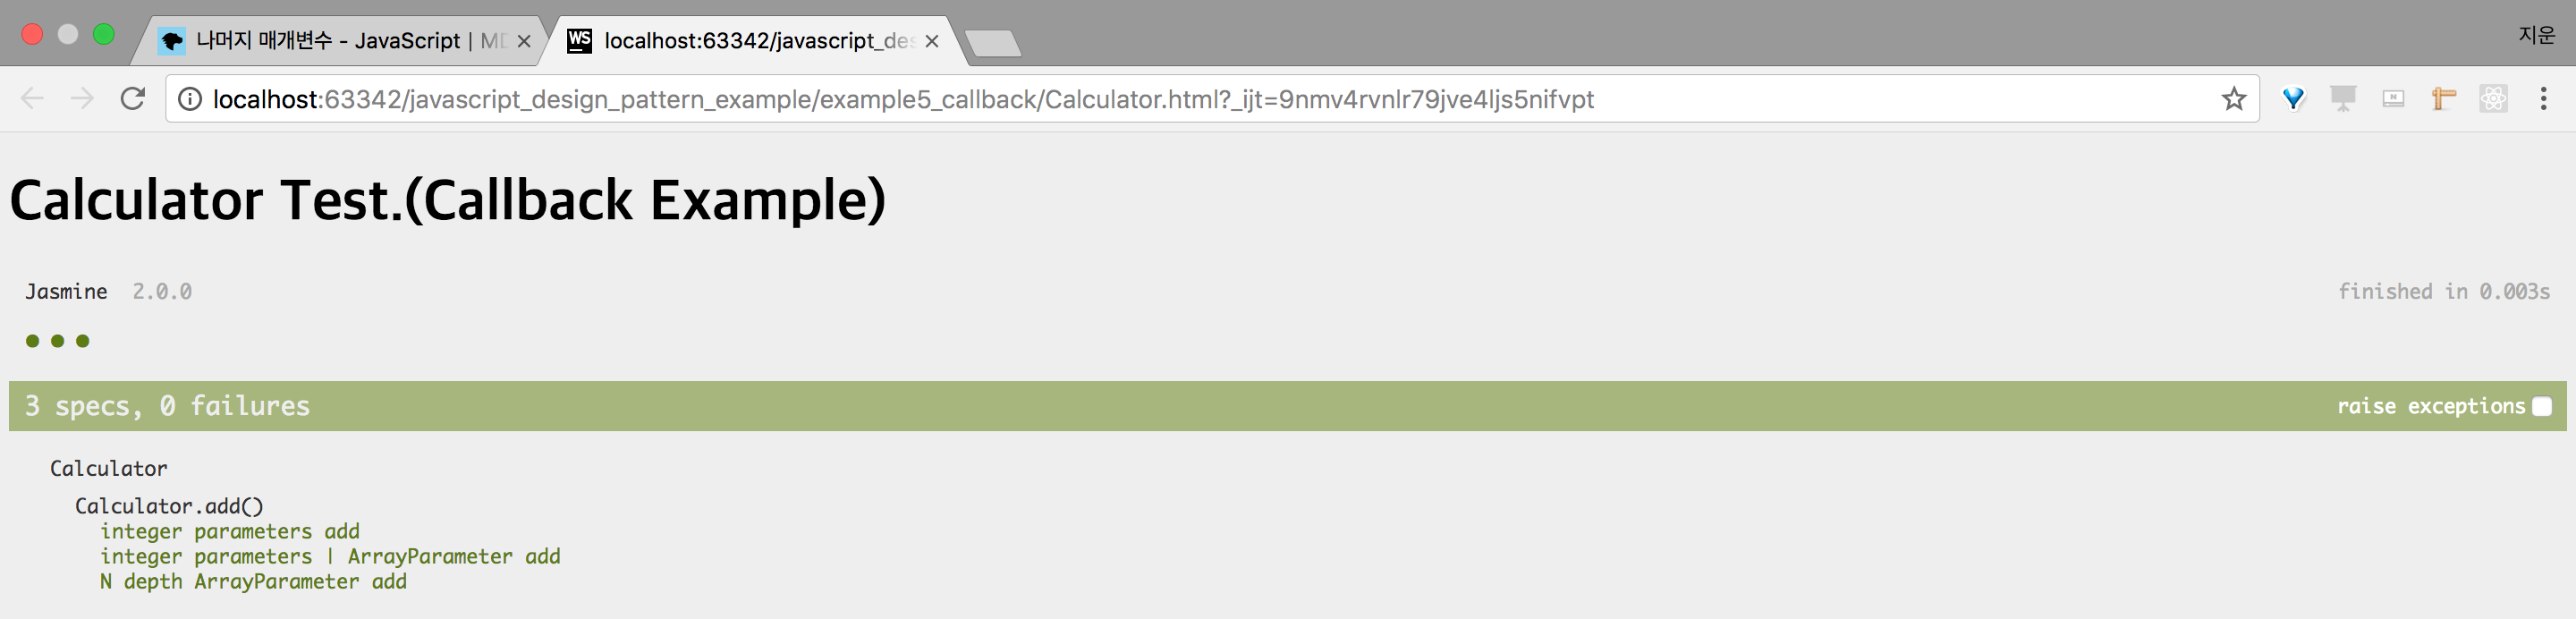 나머지 매개변수 - JavaScript | MD
WS localhost:63342/javascript_des
지운
localhost:63342/javascript_design_pattern_example/example5_callback/Calculator.html?_ijt=9nmv4rvnlr79jve4ljs5nifvpt
Calculator Test.(Callback Example)
Jasmine 2.0.0
finished in 0.003s
3 specs, 0 failures
raise exceptions
Calculator
Calculator.add()
integer parameters add
integer parameters | ArrayParameter add
N depth ArrayParameter add